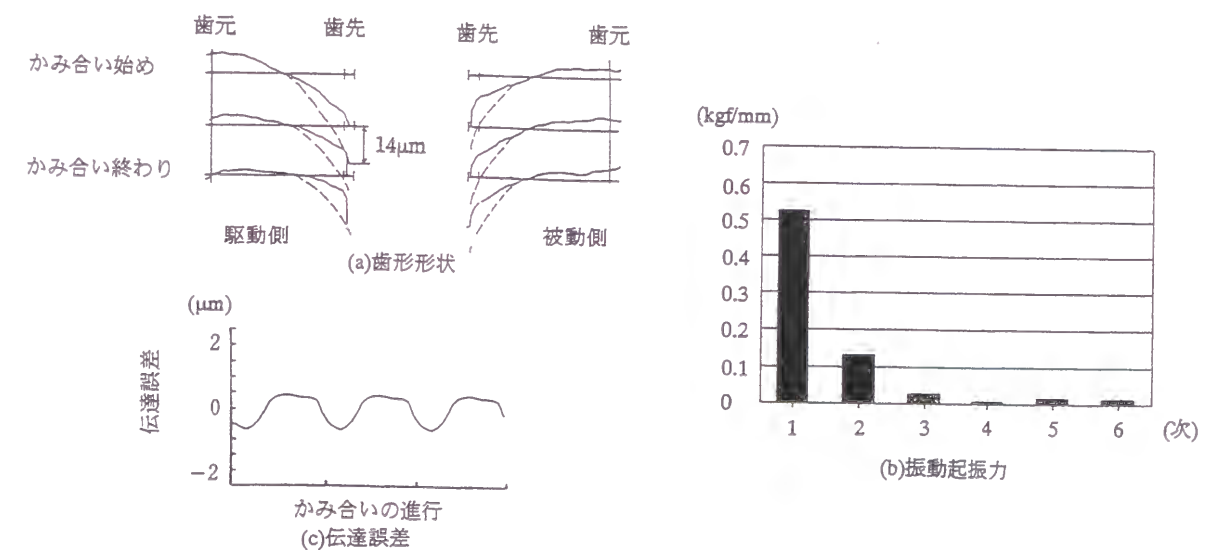 歯元 歯先 歯先 歯元
かみ合い始め
14μm
かみ合い終わり
駆動側 被動側
(a)歯形形状
(μm)
2
0
−2
伝達誤差
かみ合いの進行
(c)伝達誤差
(kgf/mm)
0.7
0.6
0.5
0.4
0.3
0.2
0.1
0
1 2 3 4 5 6 (次)
(b)振動起振力